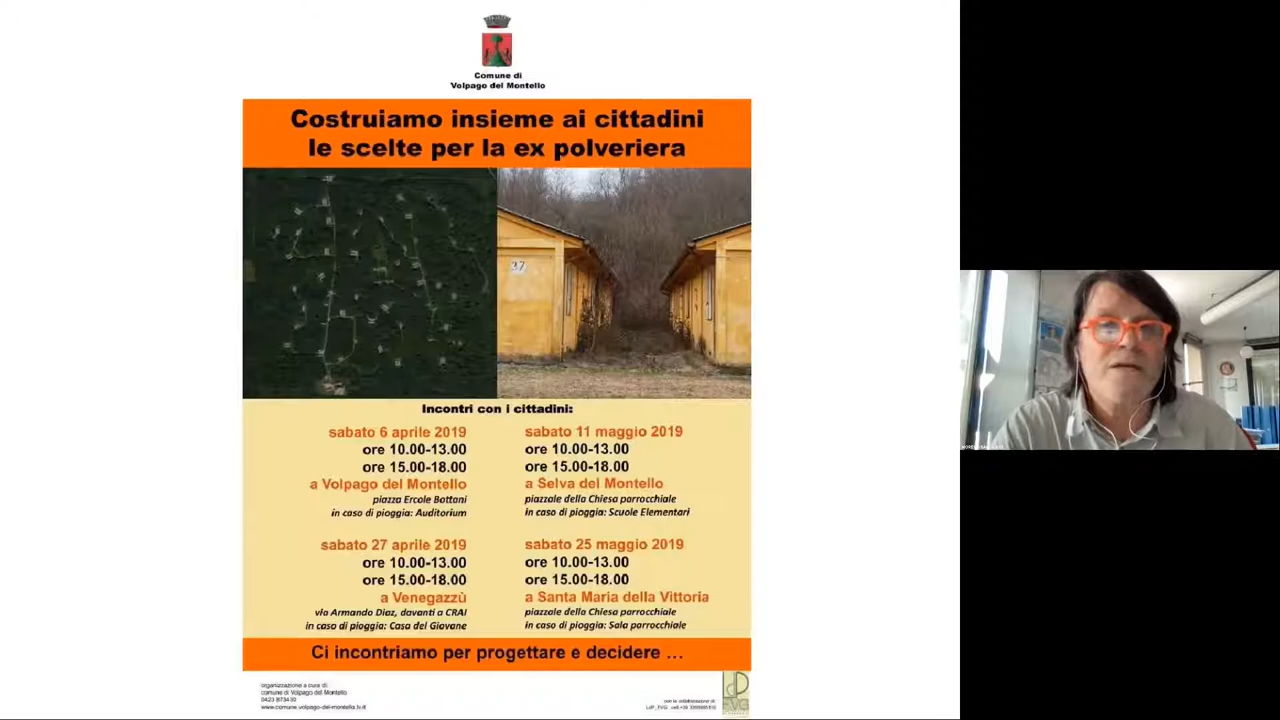 Comune di
Volpago del Montello
Costruiamo insieme ai cittadini
le scelte per la ex polveriera
37
Incontri con i cittadini:
sabato 6 aprile 2019
ore 10.00-13.00
ore 15.00-18.00
a Volpago del Montello
piazza Ercole Bottani
in caso di pioggia: Auditorium
sabato 11 maggio 2019
ore 10.00-13.00
ore 15.00-18.00
a Selva del Montello
piazzale della Chiesa parrocchiale
in caso di pioggia: Scuole Elementari
sabato 27 aprile 2019
ore 10.00-13.00
ore 15.00-18.00
a Venegazzù
via Armando Diaz, davanti a CRAI
in caso di pioggia: Casa del Giovane
sabato 25 maggio 2019
ore 10.00-13.00
ore 15.00-18.00
a Santa Maria della Vittoria
piazzale della Chiesa parrocchiale
in caso di pioggia: Sala parrocchiale
Ci incontriamo per progettare e decidere ...
organizzazione a cura di:
comune di Volpago del Montello
www.comune.volpago-del-montello.tv.it
con la collaborazione di: